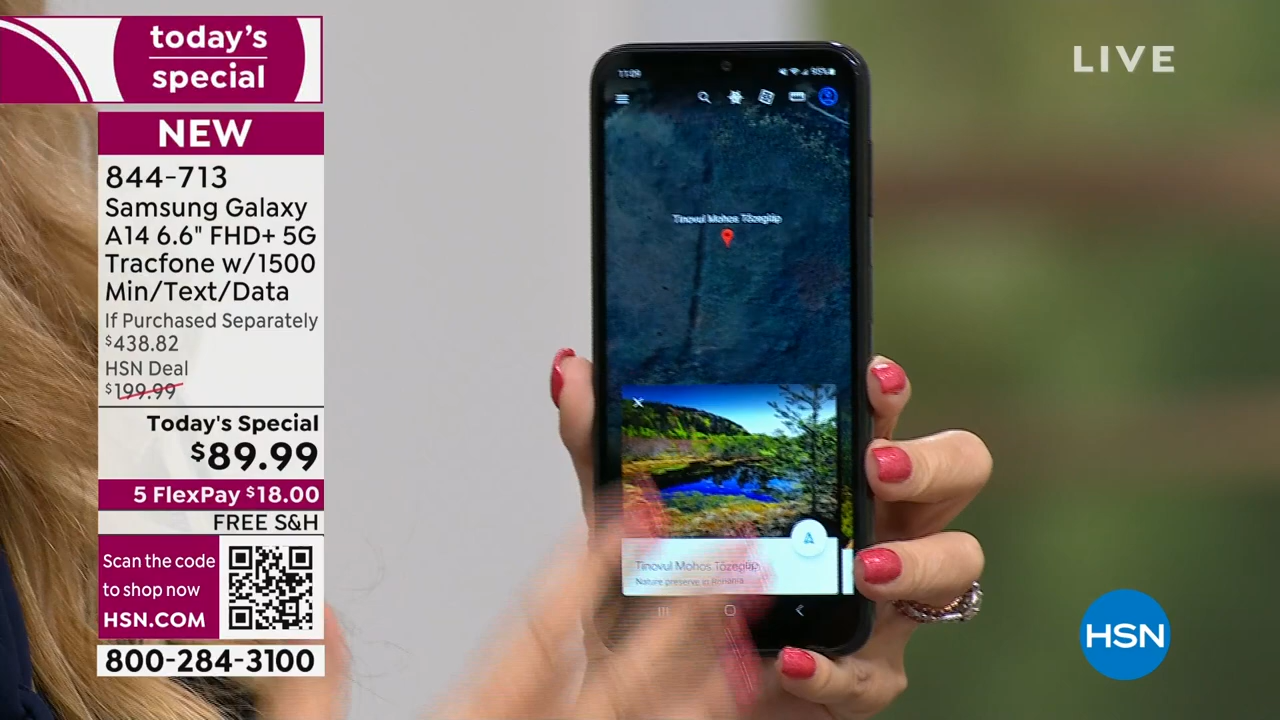 today's
special
NEW
844-713
Samsung Galaxy
A14 6.6" FHD+ 5G
Tracfone w/1500
Min/Text/Data
If Purchased Separately
$438.82
HSN Deal
$199.99
Today's Special
$89.99
5 FlexPay $18.00
FREE S&H
Scan the code
to shop now
HSN.COM
800-284-3100
11:09
Tinovul Mohos Tőzegláp
Tinovul Mohos Tőzegláp
Nature preserve in Romania
LIVE
HSN